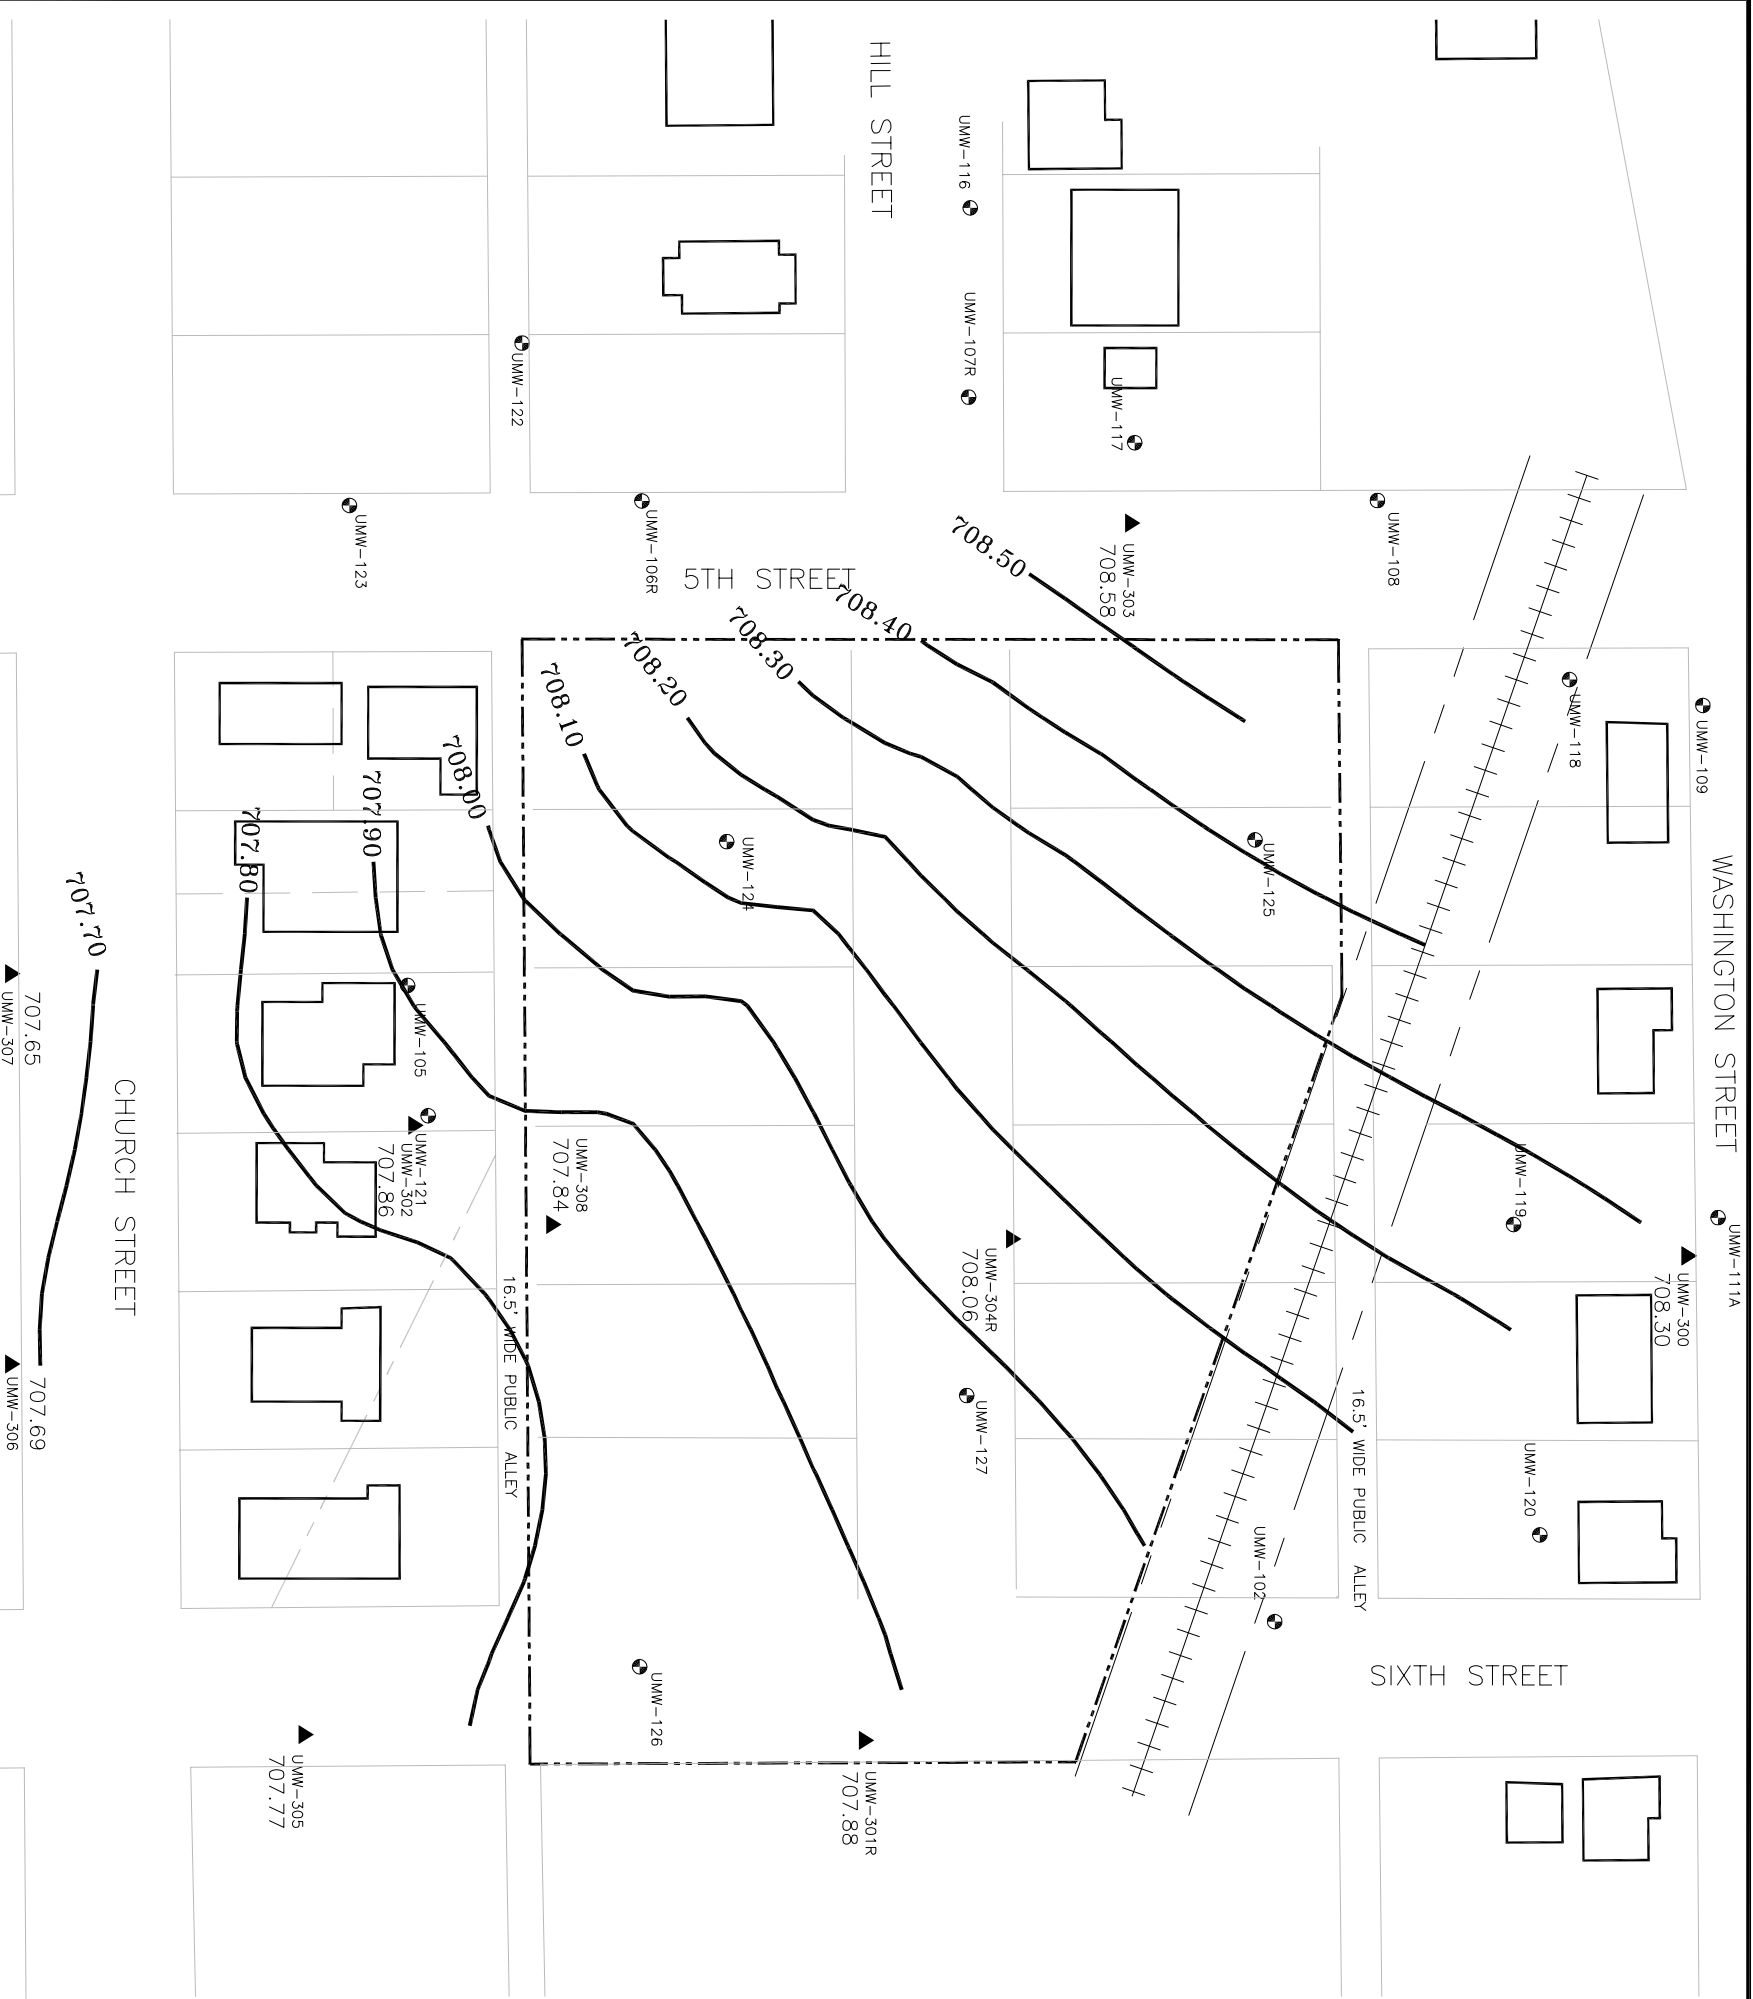 HILL STREET
UMW-116
UMW-107R
UMW-117
UMW-122
UMW-123
UMW-106R
5TH STREET
UMW-303
708.58
UMW-108
708.50
708.40
708.30
708.20
708.10
708.00
707.90
707.80
707.70
UMW-118
UMW-109
UMW-124
UMW-125
WASHINGTON STREET
707.65
UMW-307
UMW-105
CHURCH STREET
UMW-121
UMW-302
707.86
UMW-308
707.84
UMW-119
UMW-111A
UMW-304R
708.06
UMW-300
708.30
16.5' WIDE PUBLIC ALLEY
707.69
UMW-306
UMW-127
16.5' WIDE PUBLIC ALLEY
UMW-120
UMW-102
SIXTH STREET
UMW-126
UMW-305
707.77
UMW-301R
707.88